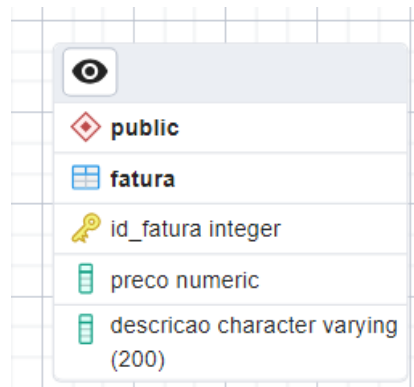 public
fatura
id_fatura integer
preco numeric
descricao character varying
(200)